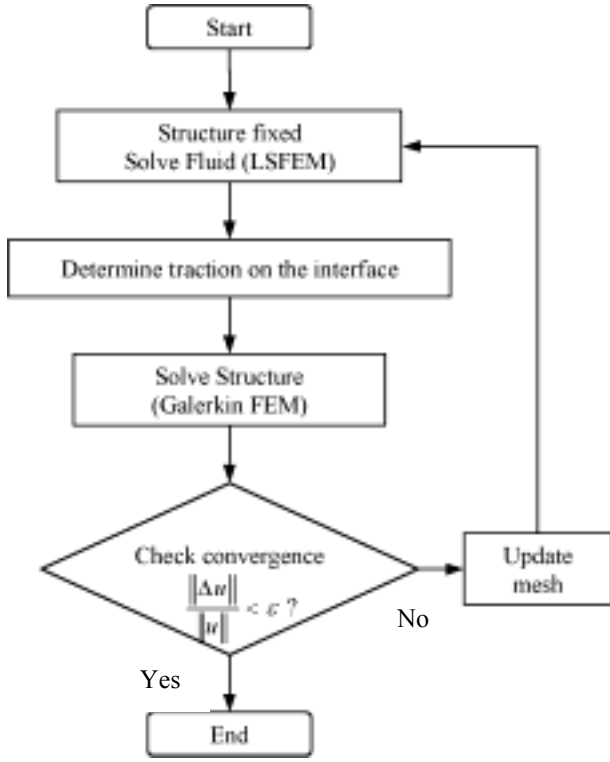 Start
Structure fixed
Solve Fluid (LSFEM)
Determine traction on the interface
Solve Structure
(Galerkin FEM)
Check convergence
‖Δu‖
‖u‖ < ε ?
Update
mesh
No
Yes
End